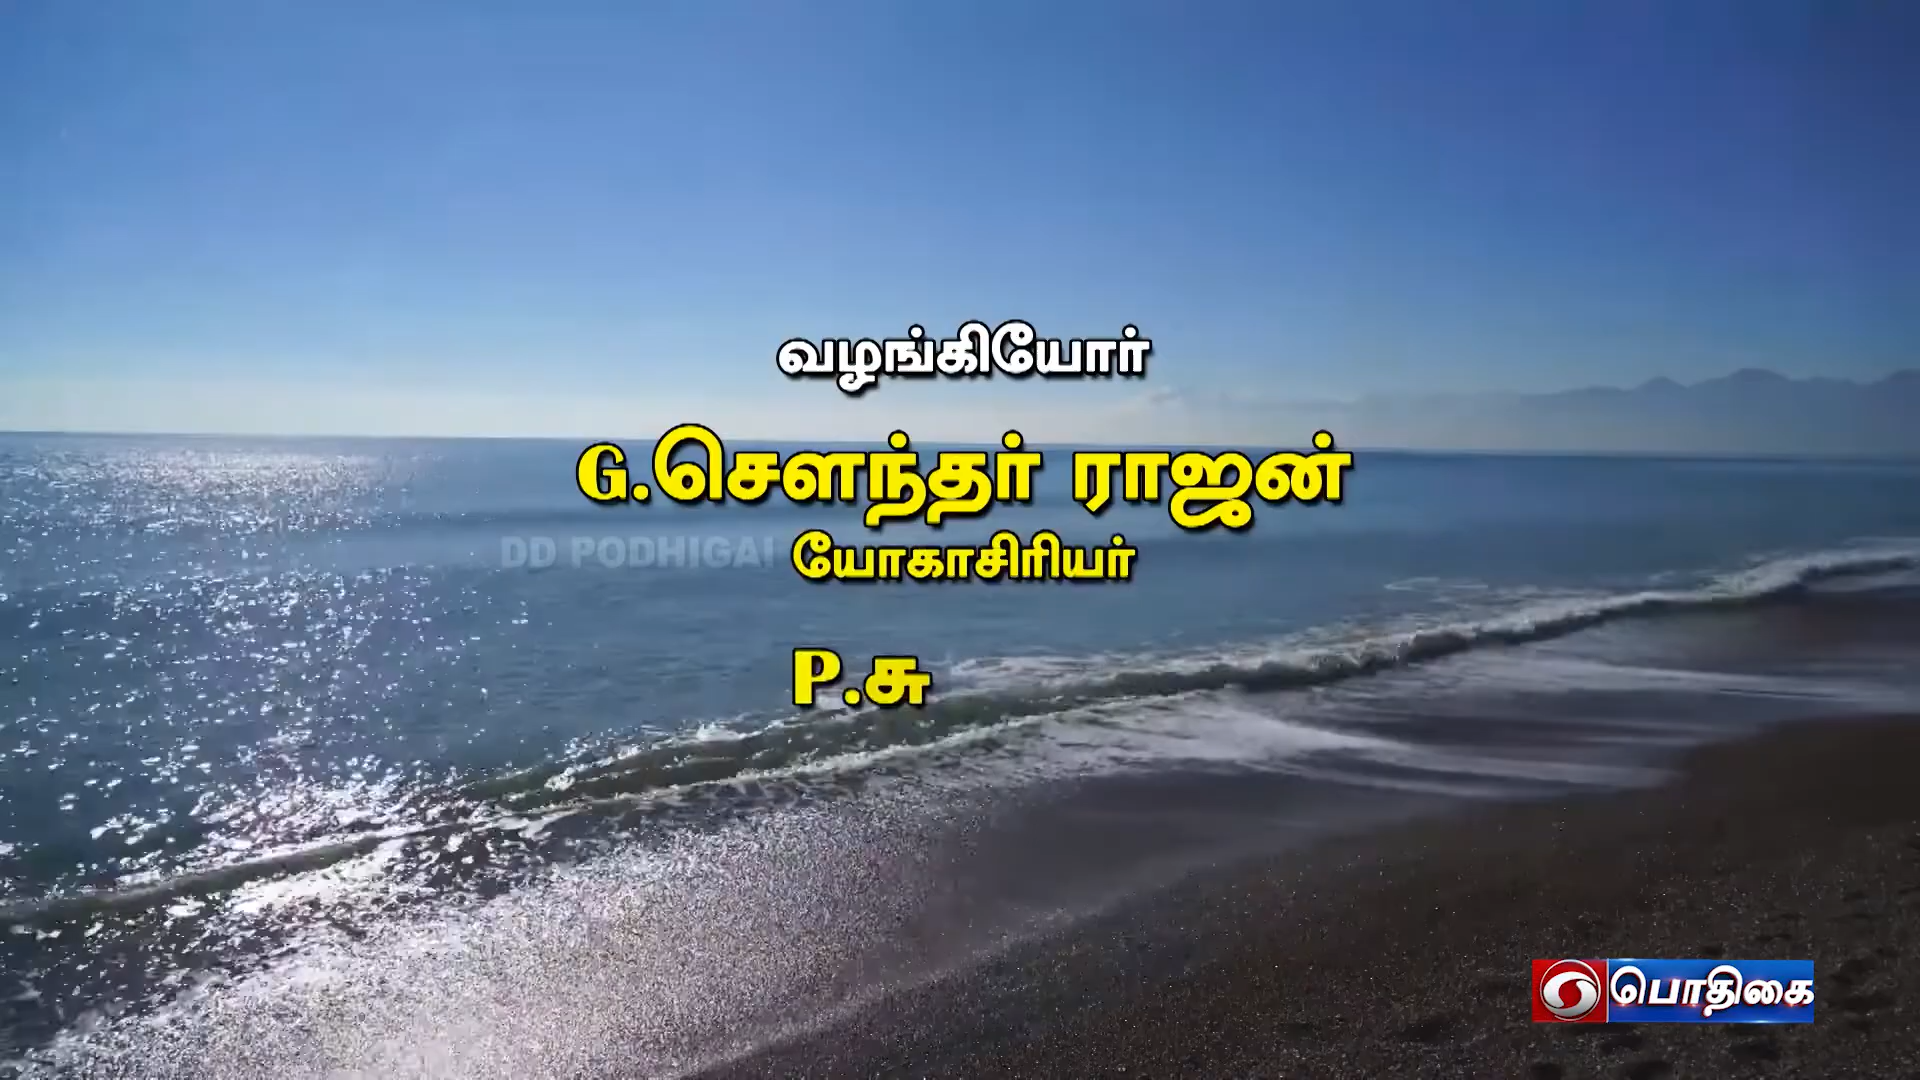 வழங்கியோர்
G.சௌந்தர் ராஜன்
DD PODHIGAI
யோகாசிரியர்
P.சு
பொதிகை